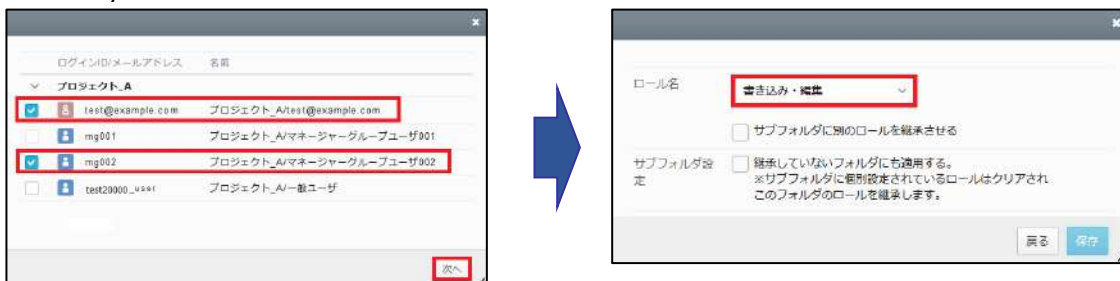 ログインID/メールアドレス 名前
プロジェクト_A
test@example.com プロジェクト_A/test@example.com
mg001 プロジェクト_A/マネージャーグループユーザ001
mg002 プロジェクト_A/マネージャーグループユーザ002
test20000_user プロジェクト_A/一般ユーザ
次へ
ロール名 書き込み・編集
サブフォルダに別のロールを継承させる
サブフォルダ設定 継承していないフォルダにも適用する。
※サブフォルダに個別設定されているロールはクリアされ
このフォルダのロールを継承します。
戻る 保存